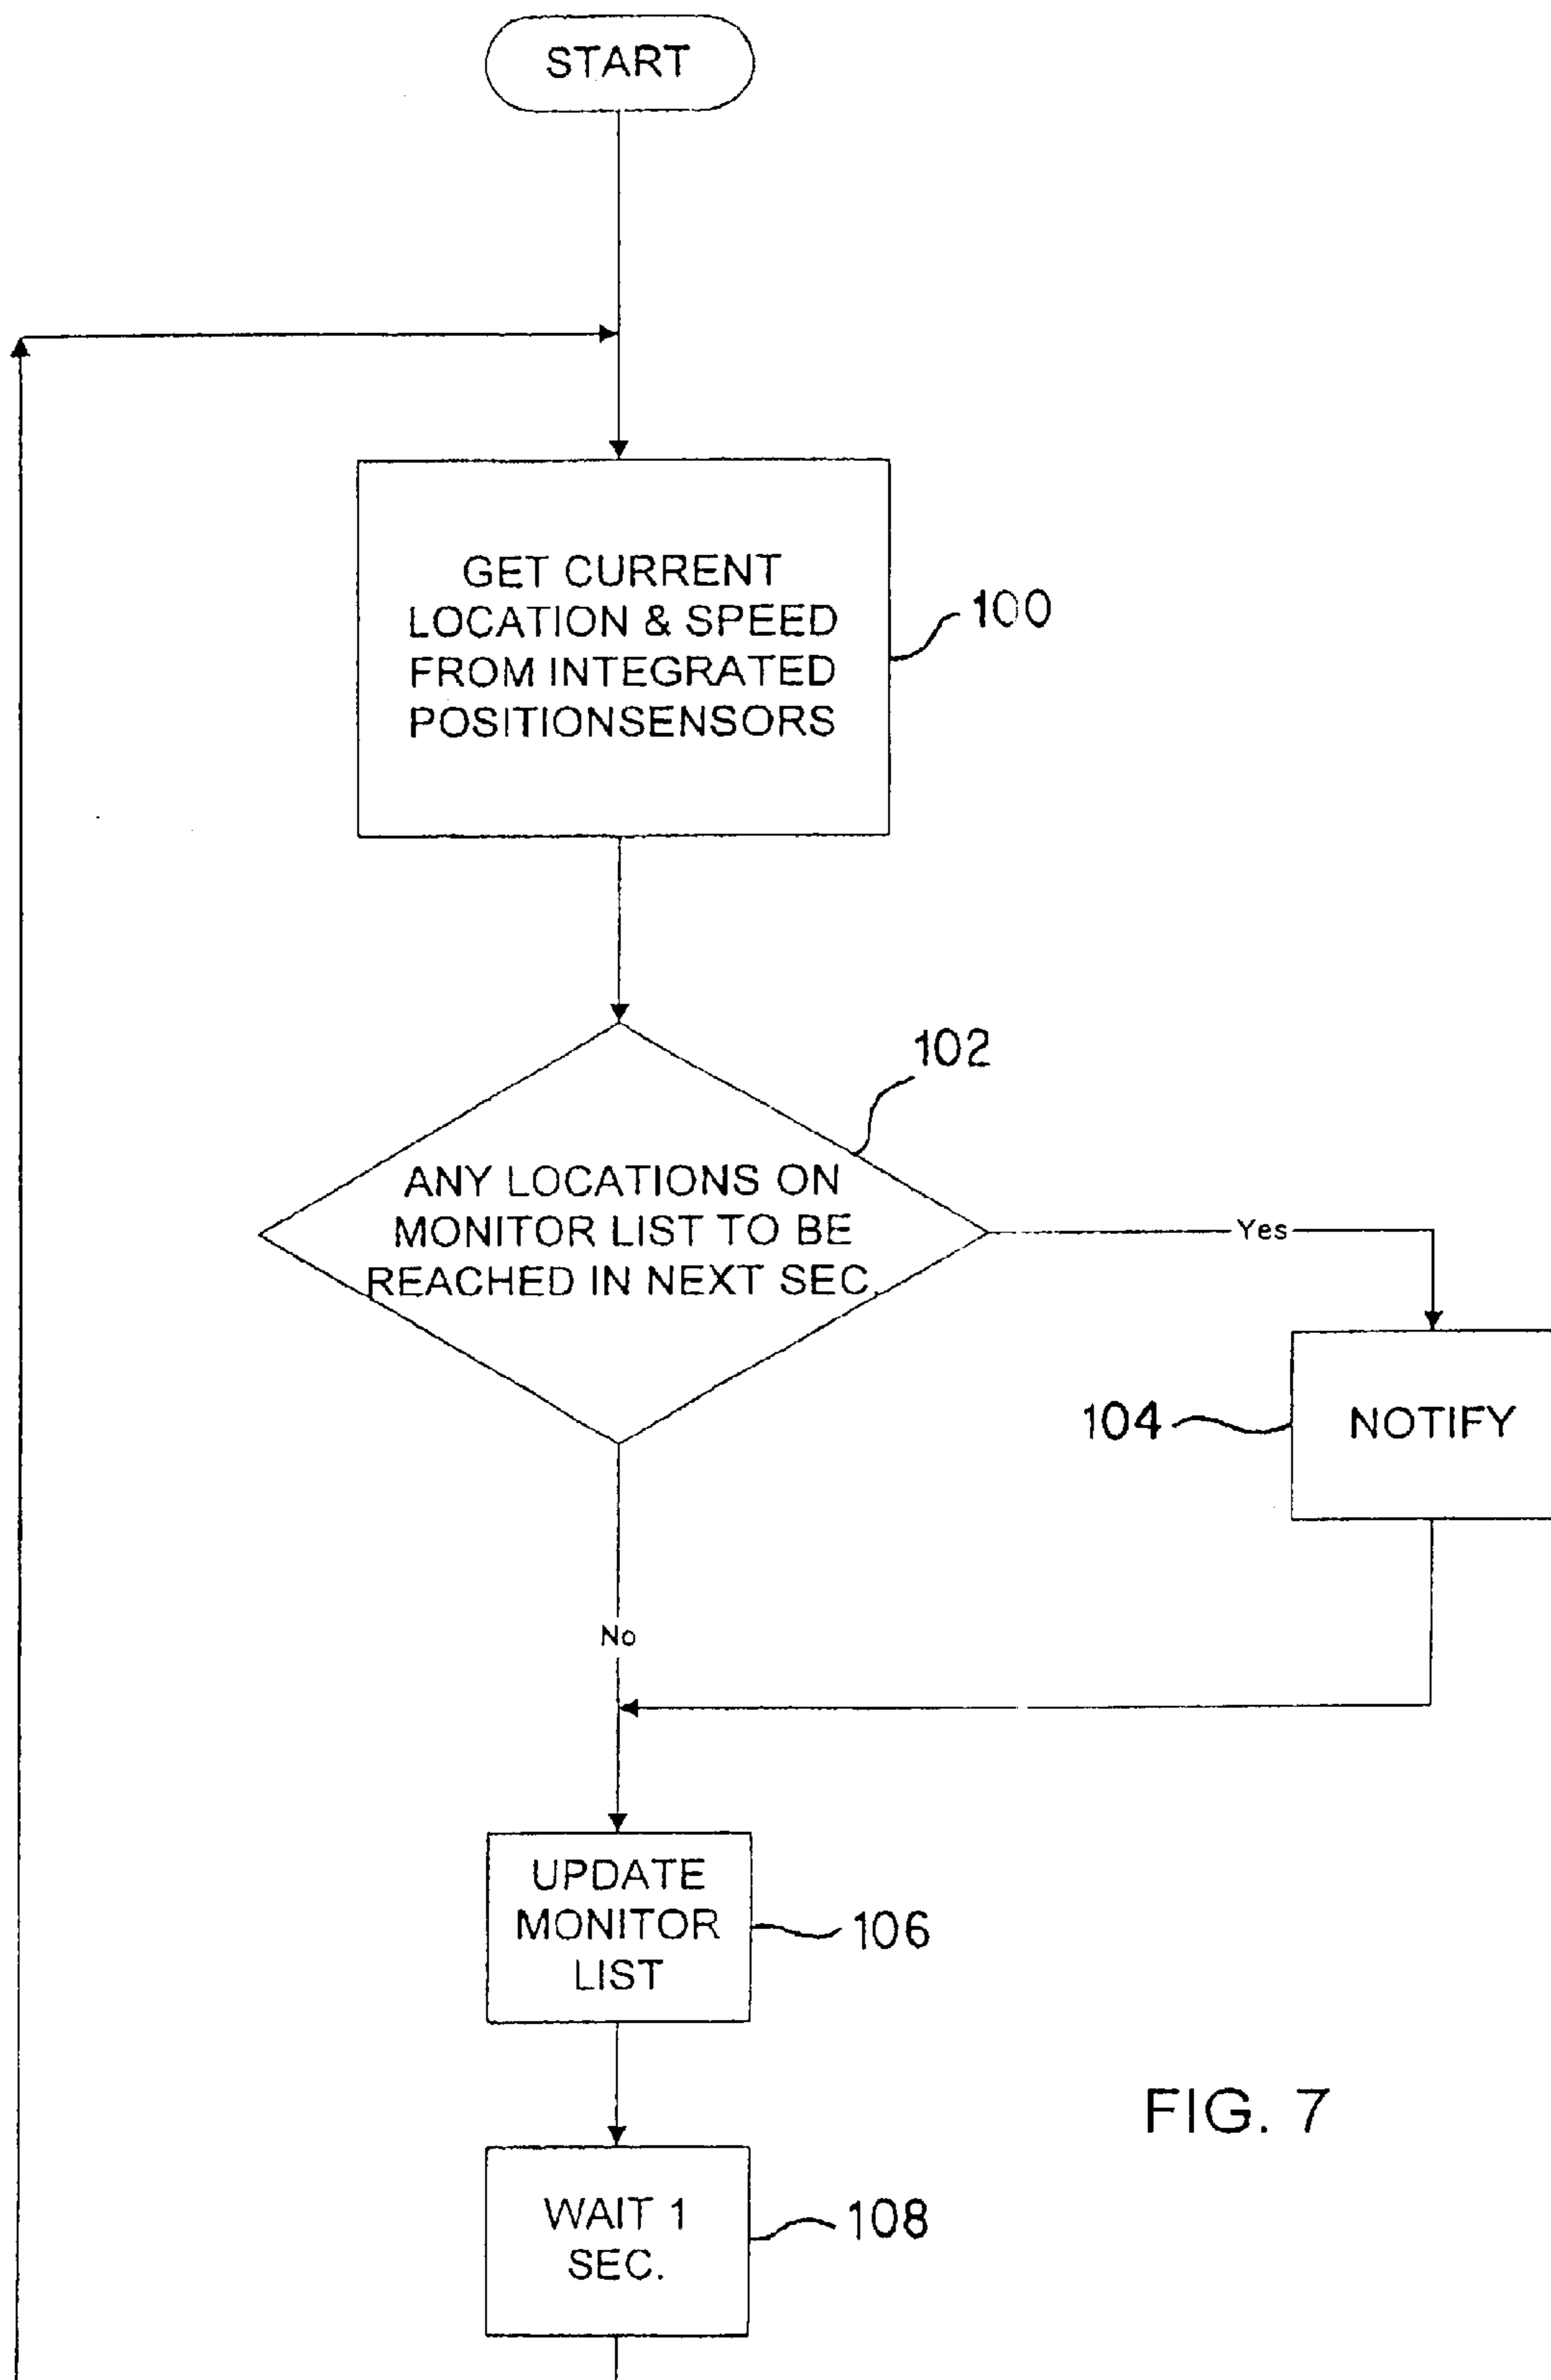 START
GET CURRENT
LOCATION & SPEED
FROM INTEGRATED
POSITIONSENSORS
100
102
ANY LOCATIONS ON
MONITOR LIST TO BE
REACHED IN NEXT SEC.
Yes
104
NOTIFY
No
UPDATE
MONITOR
LIST
106
FIG. 7
WAIT 1
SEC.
108